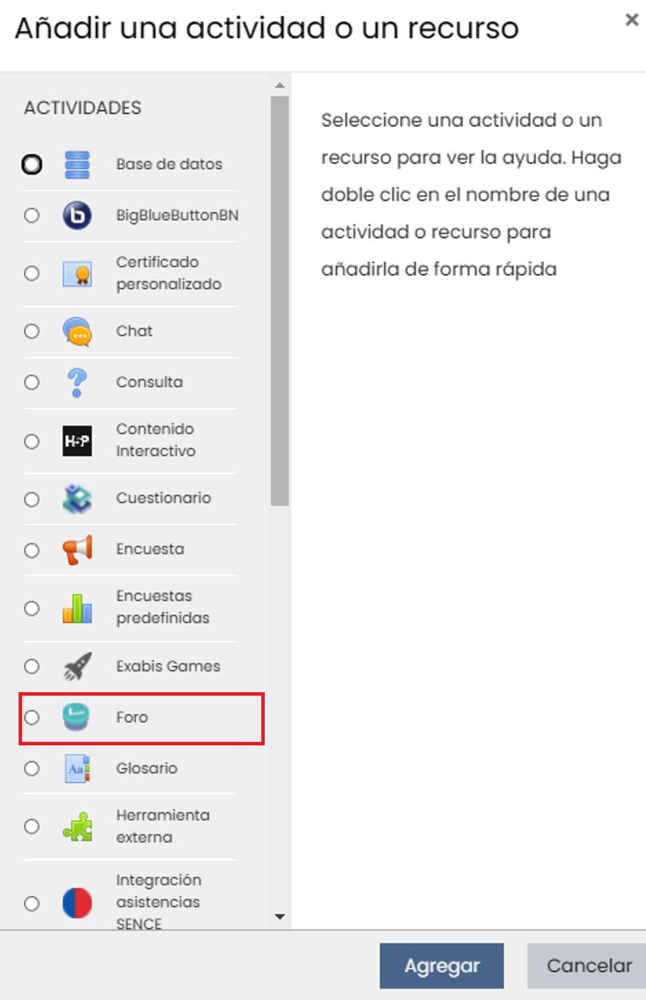 Añadir una actividad o un recurso
×
ACTIVIDADES
Base de datos
b
BigBlueButtonBN
Certificado
personalizado
Chat
Consulta
H5P
Contenido
Interactivo
Cuestionario
Encuesta
Encuestas
predefinidas
Exabis Games
Foro
Aa
Glosario
Herramienta
externa
Integración
asistencias
SENCE
Seleccione una actividad o un
recurso para ver la ayuda. Haga
doble clic en el nombre de una
actividad o recurso para
añadirla de forma rápida
Agregar
Cancelar